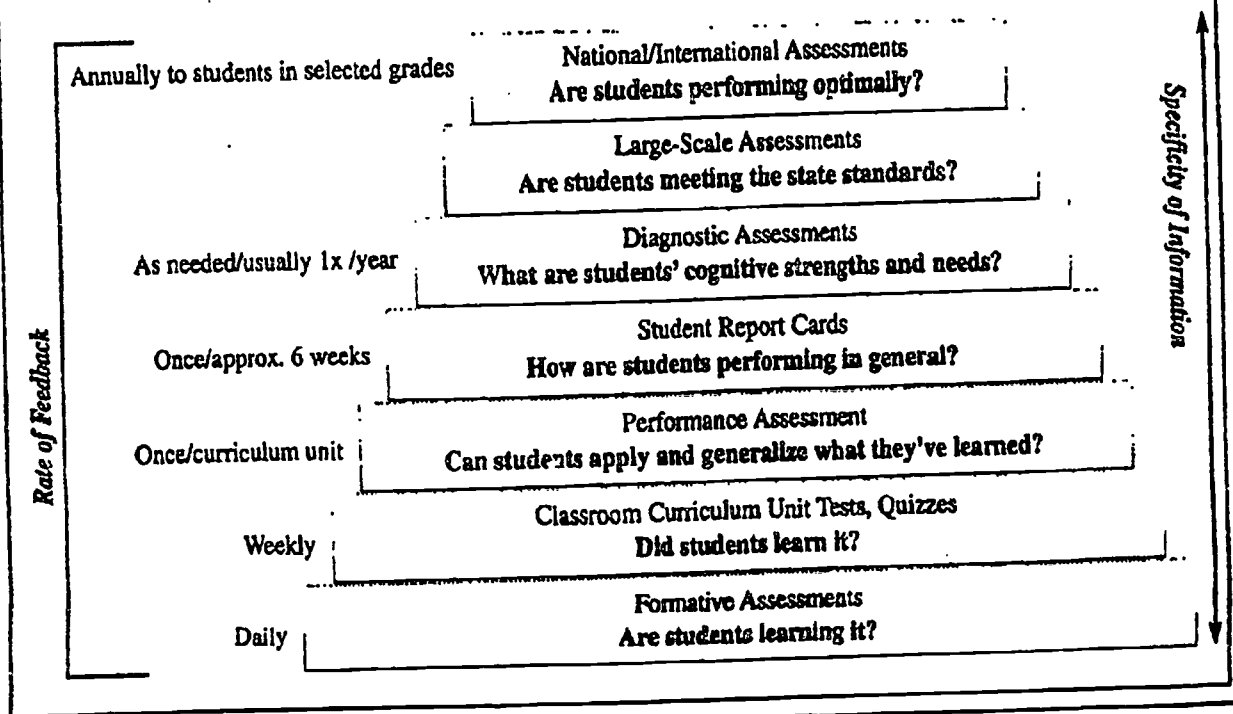 National/International Assessments
Annually to students in selected grades
Are students performing optimally?
Large-Scale Assessments
Are students meeting the state standards?
Diagnostic Assessments
As needed/usually 1x /year
What are students' cognitive strengths and needs?
Student Report Cards
Once/approx. 6 weeks
How are students performing in general?
Performance Assessment
Once/curriculum unit
Can students apply and generalize what they've learned?
Classroom Curriculum Unit Tests, Quizzes
Weekly
Did students learn it?
Formative Assessments
Daily
Are students learning it?
Rate of Feedback
Specificity of Information